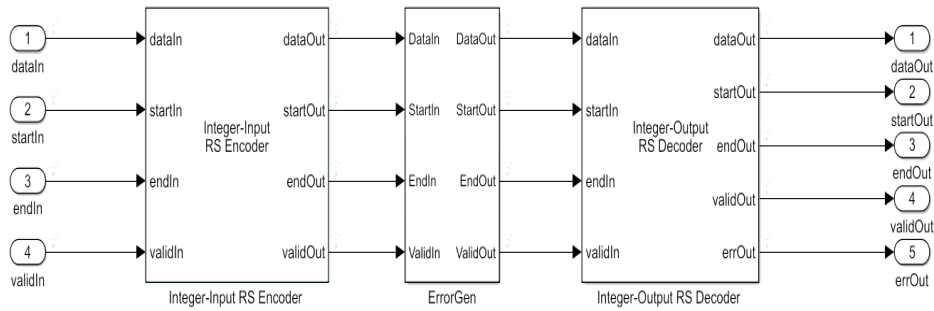 1
dataIn
2
startIn
3
endIn
4
validIn
dataIn
startIn
endIn
validIn
Integer-Input
RS Encoder
dataOut
startOut
endOut
validOut
Integer-Input RS Encoder
DataIn
StartIn
EndIn
ValidIn
DataOut
StartOut
EndOut
ValidOut
ErrorGen
dataIn
startIn
endIn
validIn
Integer-Output
RS Decoder
dataOut
startOut
endOut
validOut
errOut
Integer-Output RS Decoder
1
dataOut
2
startOut
3
endOut
4
validOut
5
errOut